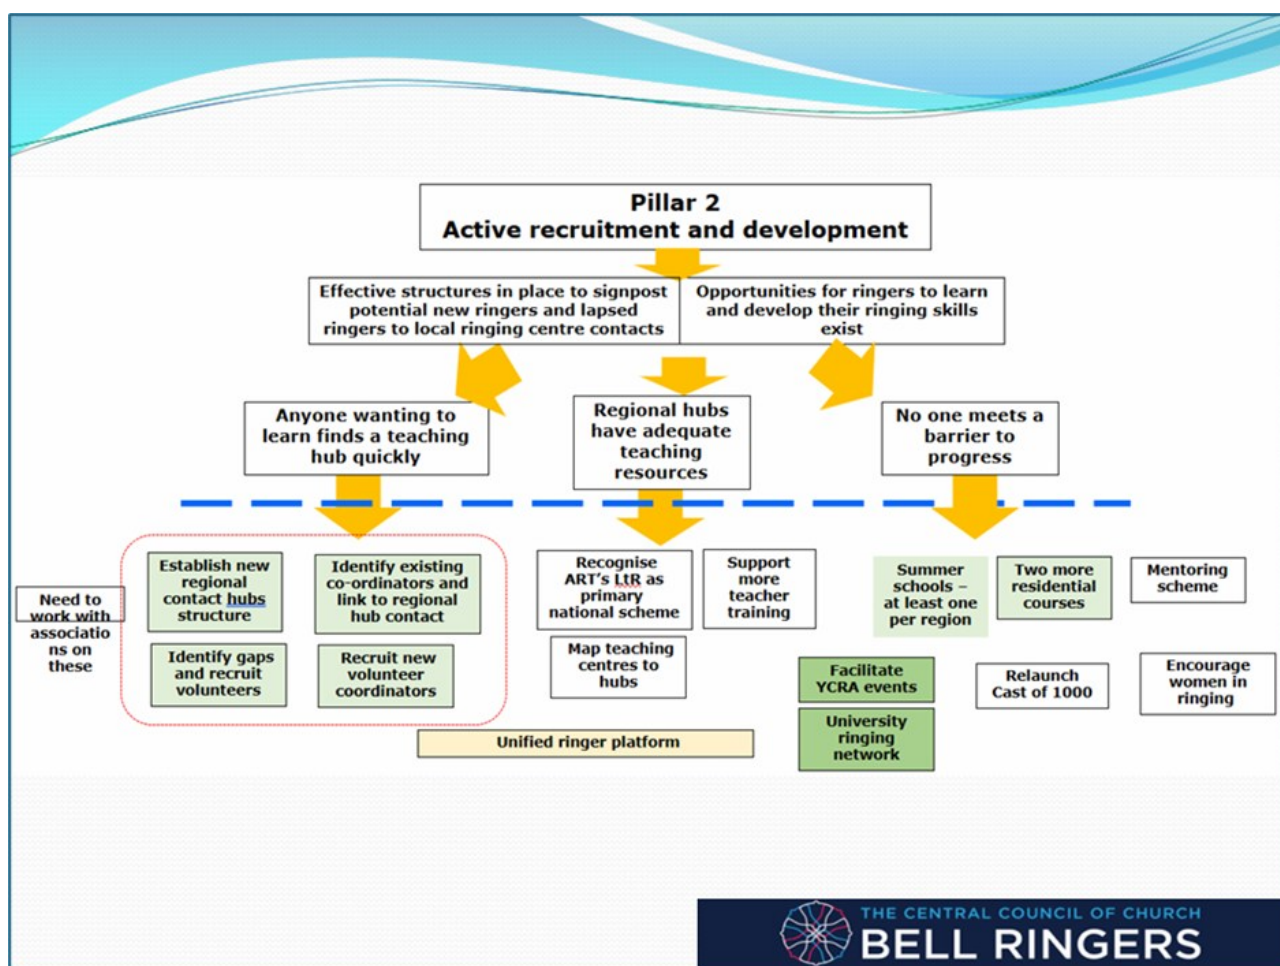 Pillar 2
Active recruitment and development
Effective structures in place to signpost
potential new ringers and lapsed
ringers to local ringing centre contacts
Opportunities for ringers to learn
and develop their ringing skills
exist
Anyone wanting to
learn finds a teaching
hub quickly
Regional hubs
have adequate
teaching
resources
No one meets a
barrier to
progress
Need to
work with
associatio
ns on
these
Establish new
regional
contact hubs
structure
Identify existing
co-ordinators and
link to regional
hub contact
Identify gaps
and recruit
volunteers
Recruit new
volunteer
coordinators
Recognise
ART’s LtR as
primary
national scheme
Support
more
teacher
training
Map teaching
centres to
hubs
Summer
schools –
at least one
per region
Two more
residential
courses
Mentoring
scheme
Facilitate
YCRA events
Relaunch
Cast of 1000
Encourage
women in
ringing
University
ringing
network
Unified ringer platform
THE CENTRAL COUNCIL OF CHURCH
BELL RINGERS